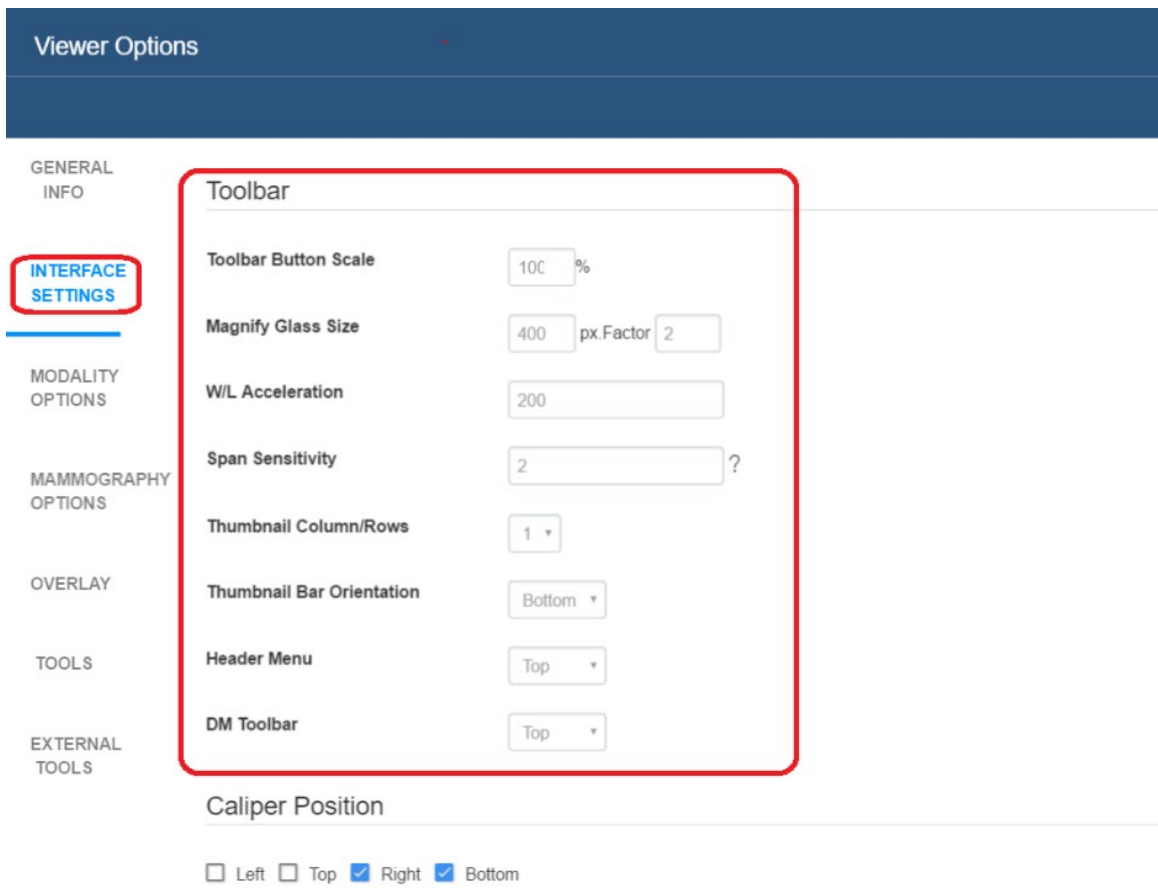 Viewer Options
GENERAL
INFO
INTERFACE
SETTINGS
MODALITY
OPTIONS
MAMMOGRAPHY
OPTIONS
OVERLAY
TOOLS
EXTERNAL
TOOLS
Toolbar
Toolbar Button Scale 100 %
Magnify Glass Size 400 px.Factor 2
W/L Acceleration 200
Span Sensitivity 2 ?
Thumbnail Column/Rows 1
Thumbnail Bar Orientation Bottom
Header Menu Top
DM Toolbar Top
Caliper Position
Left Top Right Bottom